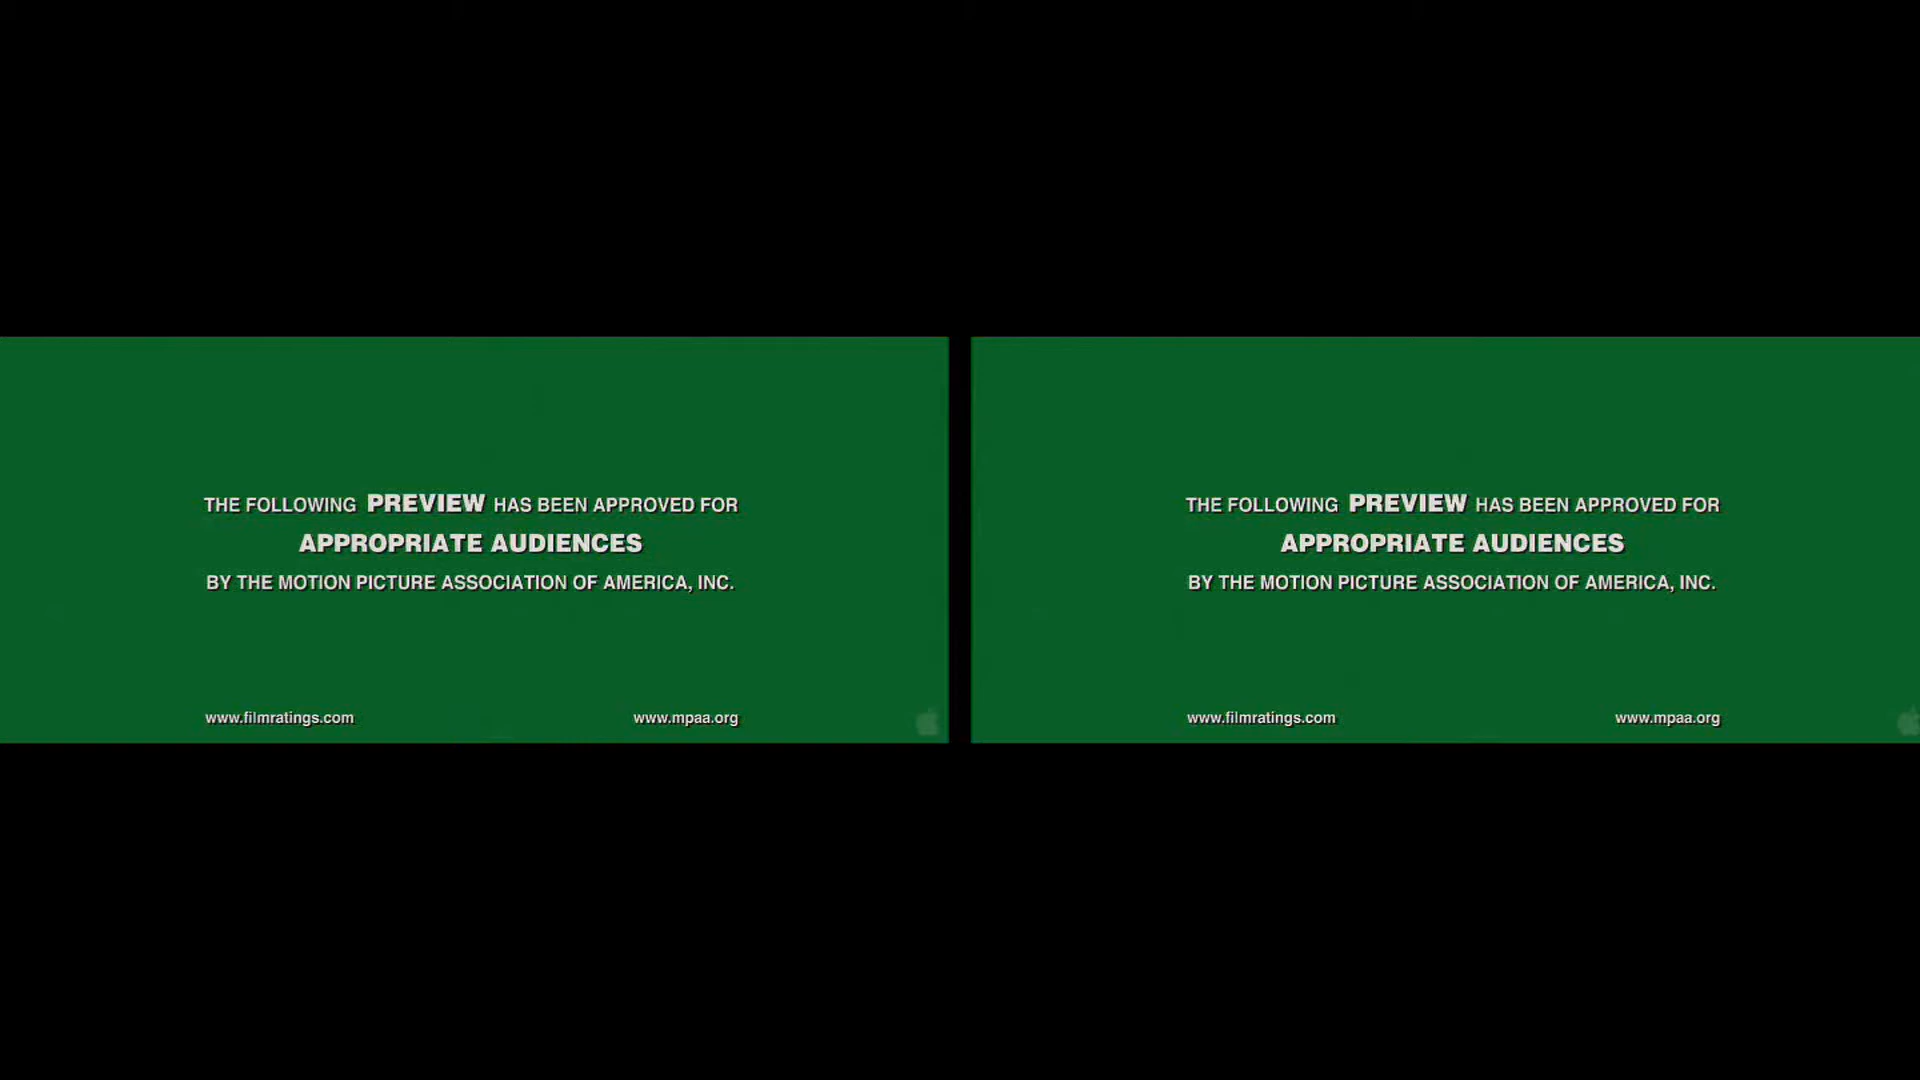 THE FOLLOWING PREVIEW HAS BEEN APPROVED FOR
APPROPRIATE AUDIENCES
BY THE MOTION PICTURE ASSOCIATION OF AMERICA, INC.
www.filmratings.com www.mpaa.org
THE FOLLOWING PREVIEW HAS BEEN APPROVED FOR
APPROPRIATE AUDIENCES
BY THE MOTION PICTURE ASSOCIATION OF AMERICA, INC.
www.filmratings.com www.mpaa.org